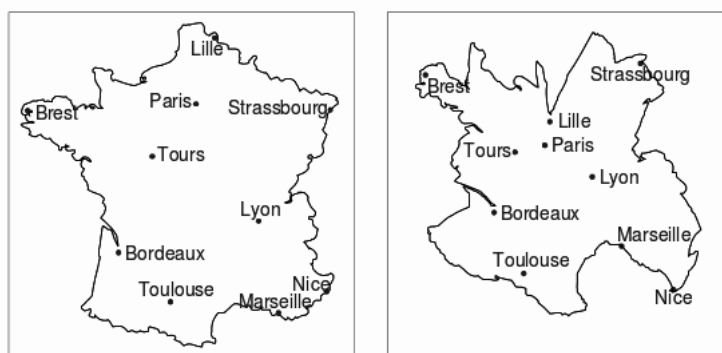 Lille
Paris
Strassbourg
Brest
Tours
Lyon
Bordeaux
Toulouse
Nice
Marseille
Strassbourg
Brest
Lille
Tours
Paris
Lyon
Bordeaux
Marseille
Toulouse
Nice